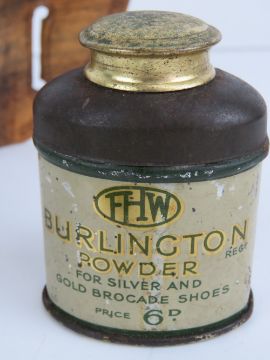 FHW
BURLINGTON
REGD
POWDER
FOR SILVER AND
GOLD BROCADE SHOES
PRICE 6D